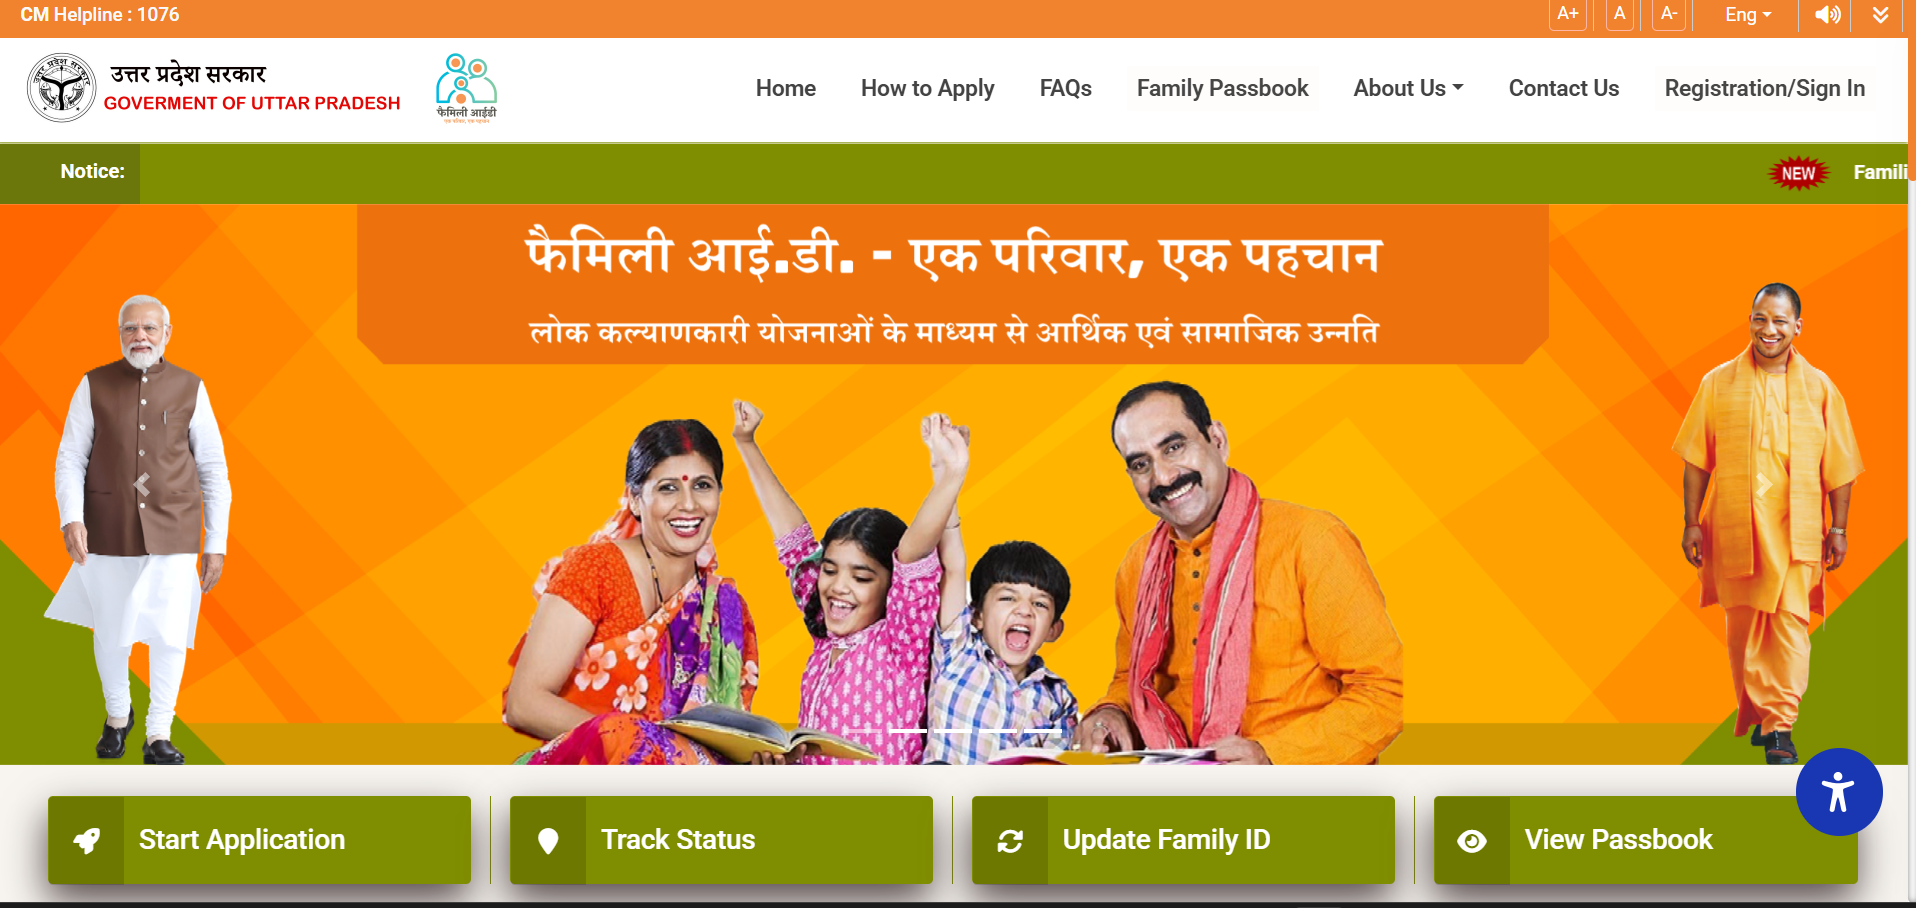 CM Helpline : 1076
A+
A
A-
Eng
उत्तर प्रदेश सरकार
GOVERMENT OF UTTAR PRADESH
फैमिली आईडी
Home
How to Apply
FAQs
Family Passbook
About Us
Contact Us
Registration/Sign In
Notice:
NEW
Famili
फैमिली आई.डी. - एक परिवार, एक पहचान
लोक कल्याणकारी योजनाओं के माध्यम से आर्थिक एवं सामाजिक उन्नति
Start Application
Track Status
Update Family ID
View Passbook